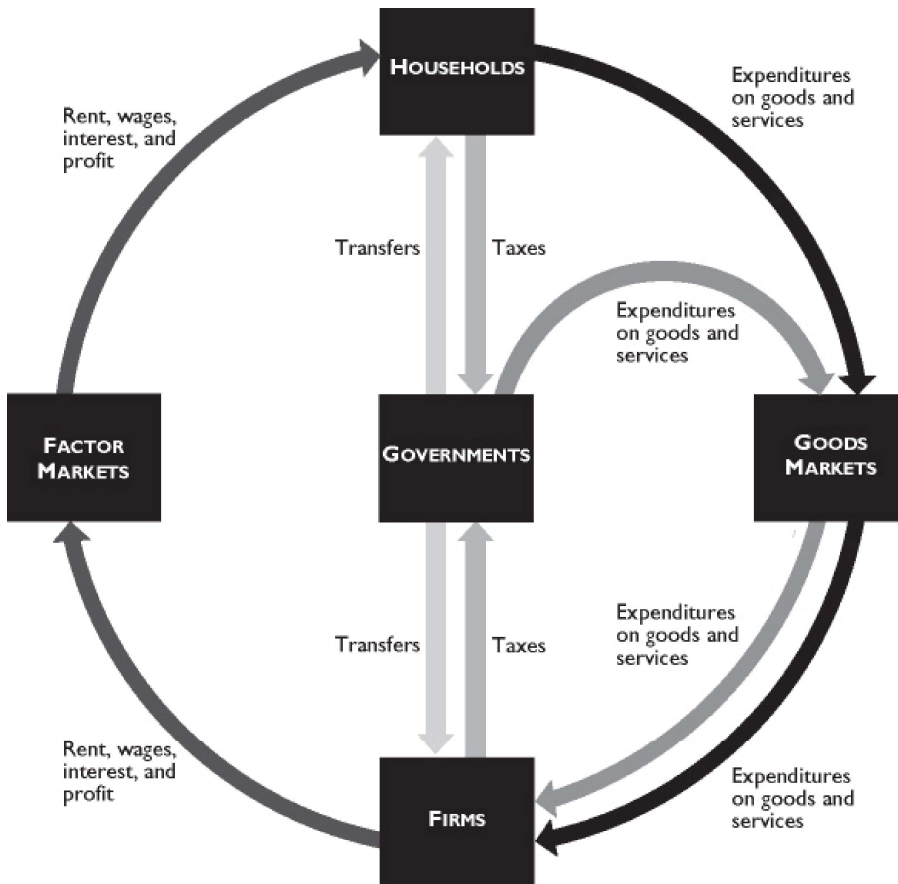 HOUSEHOLDS
Expenditures
on goods and
services
Rent, wages,
interest, and
profit
Transfers
Taxes
Expenditures
on goods and
services
FACTOR
MARKETS
GOVERNMENTS
GOODS
MARKETS
Expenditures
on goods and
services
Transfers
Taxes
Rent, wages,
interest, and
profit
Expenditures
on goods and
services
FIRMS